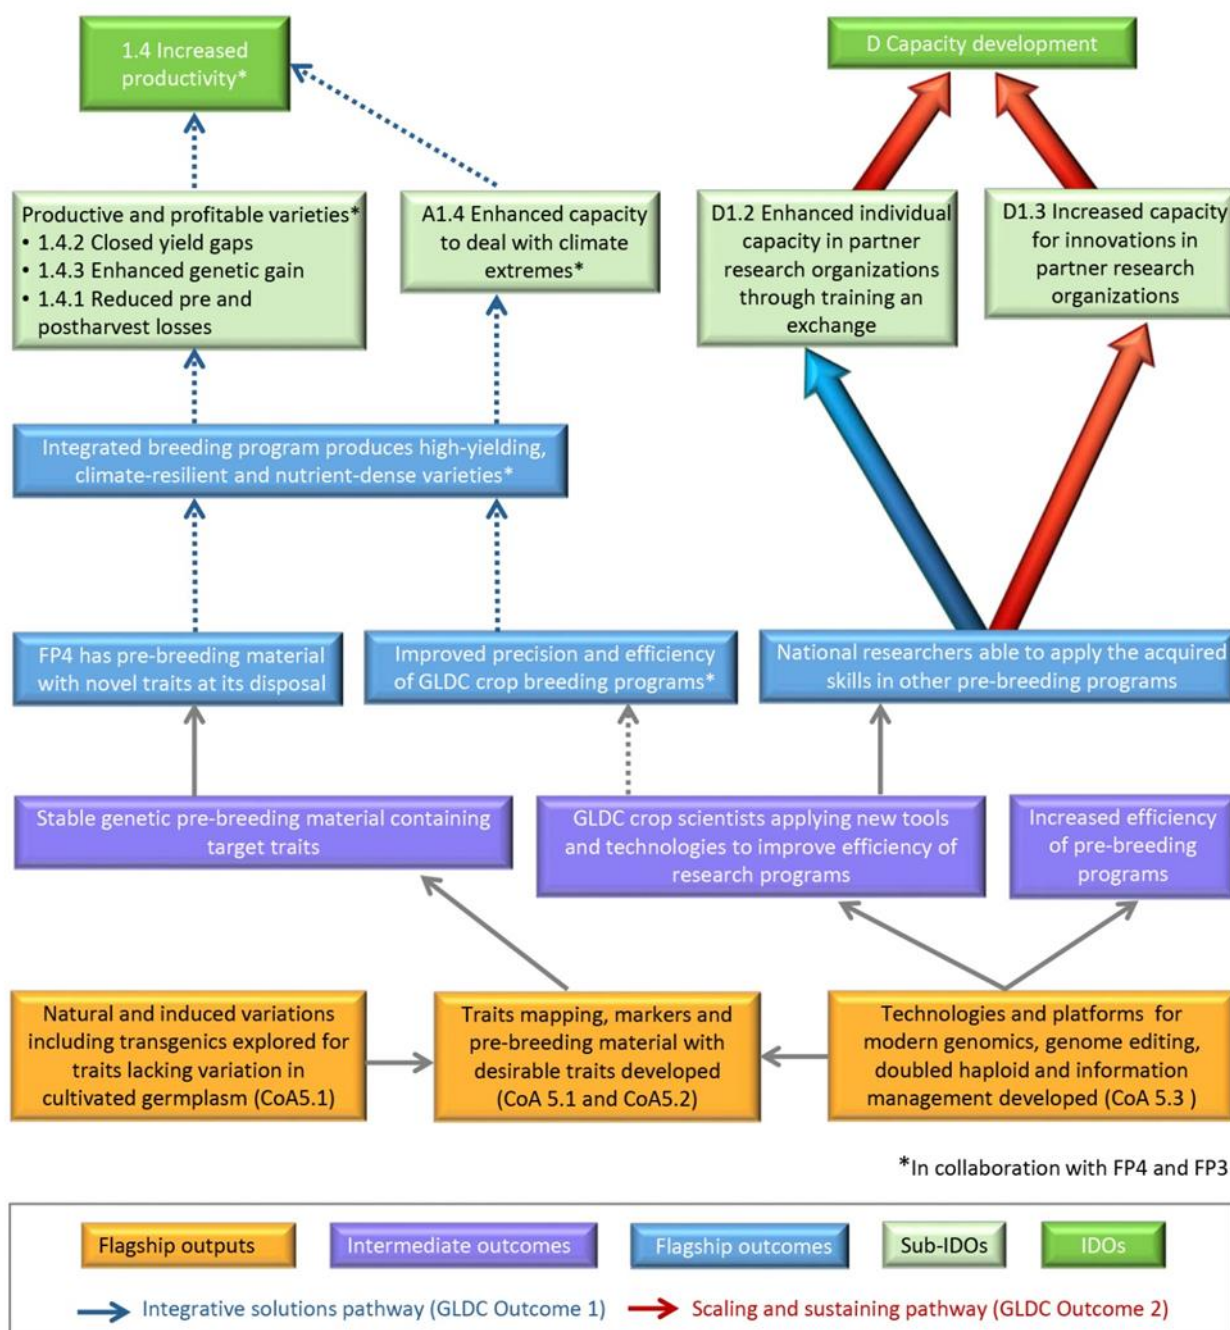 1.4 Increased
productivity*
D Capacity development
Productive and profitable varieties*
• 1.4.2 Closed yield gaps
• 1.4.3 Enhanced genetic gain
• 1.4.1 Reduced pre and
postharvest losses
A1.4 Enhanced capacity
to deal with climate
extremes*
D1.2 Enhanced individual
capacity in partner
research organizations
through training an
exchange
D1.3 Increased capacity
for innovations in
partner research
organizations
Integrated breeding program produces high-yielding,
climate-resilient and nutrient-dense varieties*
FP4 has pre-breeding material
with novel traits at its disposal
Improved precision and efficiency
of GLDC crop breeding programs*
National researchers able to apply the acquired
skills in other pre-breeding programs
Stable genetic pre-breeding material containing
target traits
GLDC crop scientists applying new tools
and technologies to improve efficiency of
research programs
Increased efficiency
of pre-breeding
programs
Natural and induced variations
including transgenics explored for
traits lacking variation in
cultivated germplasm (CoA5.1)
Traits mapping, markers and
pre-breeding material with
desirable traits developed
(CoA 5.1 and CoA5.2)
Technologies and platforms for
modern genomics, genome editing,
doubled haploid and information
management developed (CoA 5.3 )
*In collaboration with FP4 and FP3
Flagship outputs
Intermediate outcomes
Flagship outcomes
Sub-IDOs
IDOs
Integrative solutions pathway (GLDC Outcome 1)
Scaling and sustaining pathway (GLDC Outcome 2)